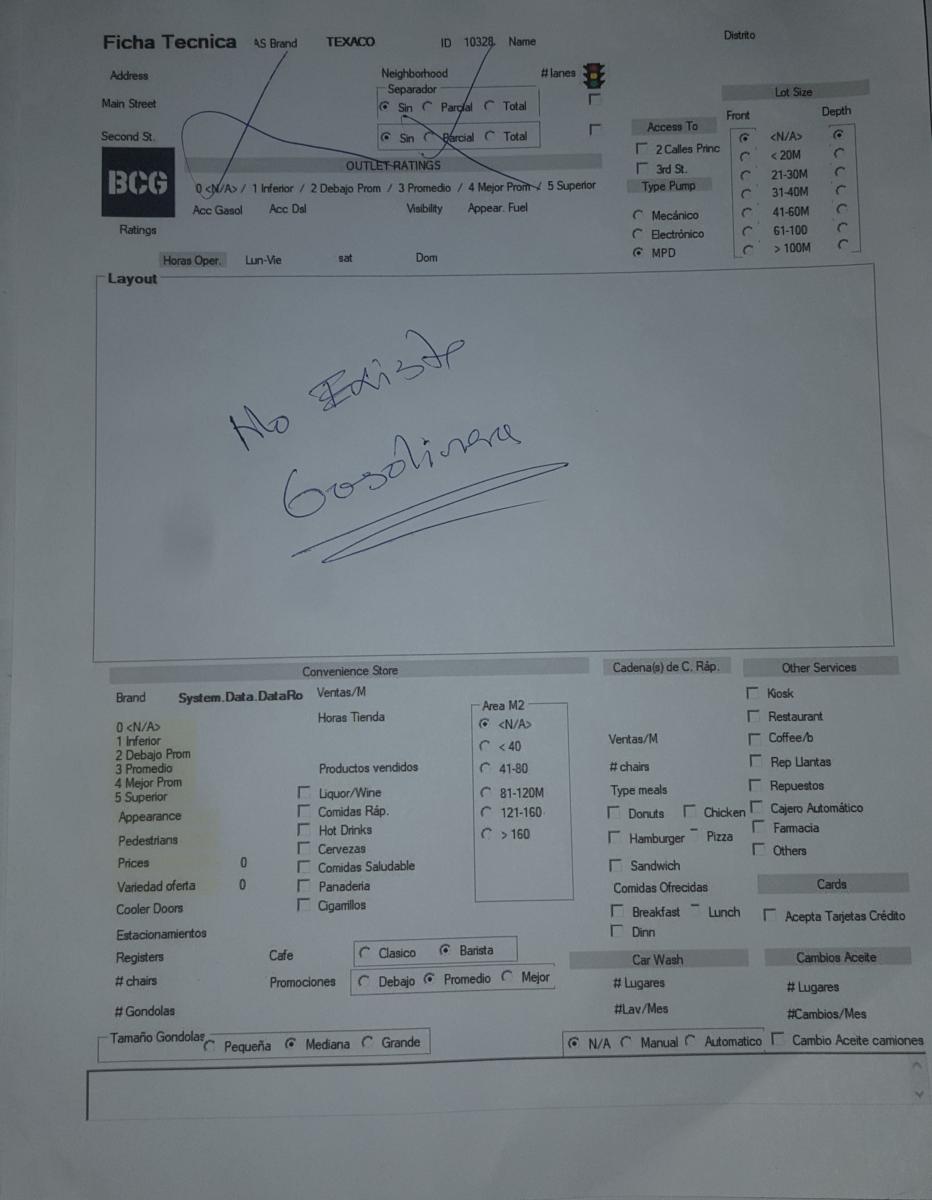 Ficha Tecnica AS Brand TEXACO ID 10328 Name Distrito
Address Neighborhood # lanes
Separador
Main Street Sin Parcial Total
Second St. Sin Parcial Total
Lot Size
Front Depth
<N/A>
< 20M
21-30M
31-40M
41-60M
61-100
> 100M
Access To
2 Calles Princ
3rd St.
Type Pump
Mecánico
Electrónico
MPD
BCG
OUTLET-RATINGS
0 <N/A> / 1 Inferior / 2 Debajo Prom / 3 Promedio / 4 Mejor Prom / 5 Superior
Acc Gasol Acc Dsl Visibility Appear. Fuel
Ratings
Horas Oper. Lun-Vie sat Dom
Layout
No Existe
Gasolinera
Convenience Store
Brand System.Data.DataRo Ventas/M
Horas Tienda
0 <N/A>
1 Inferior
2 Debajo Prom
3 Promedio
4 Mejor Prom
5 Superior
Appearance
Pedestrians
Prices 0
Variedad oferta 0
Cooler Doors
Estacionamientos
Registers
# chairs
# Gondolas
Productos vendidos
Liquor/Wine
Comidas Ráp.
Hot Drinks
Cervezas
Comidas Saludable
Panaderia
Cigarrillos
Area M2
<N/A>
< 40
41-80
81-120M
121-160
> 160
Cafe Clasico Barista
Promociones Debajo Promedio Mejor
Tamaño Gondolas Pequeña Mediana Grande
Cadena(s) de C. Ráp.
Ventas/M
# chairs
Type meals
Donuts Chicken
Hamburger Pizza
Sandwich
Comidas Ofrecidas
Breakfast Lunch
Dinn
Car Wash
# Lugares
#Lav/Mes
N/A Manual Automatico
Other Services
Kiosk
Restaurant
Coffee/b
Rep Llantas
Repuestos
Cajero Automático
Farmacia
Others
Cards
Acepta Tarjetas Crédito
Cambios Aceite
# Lugares
#Cambios/Mes
Cambio Aceite camiones